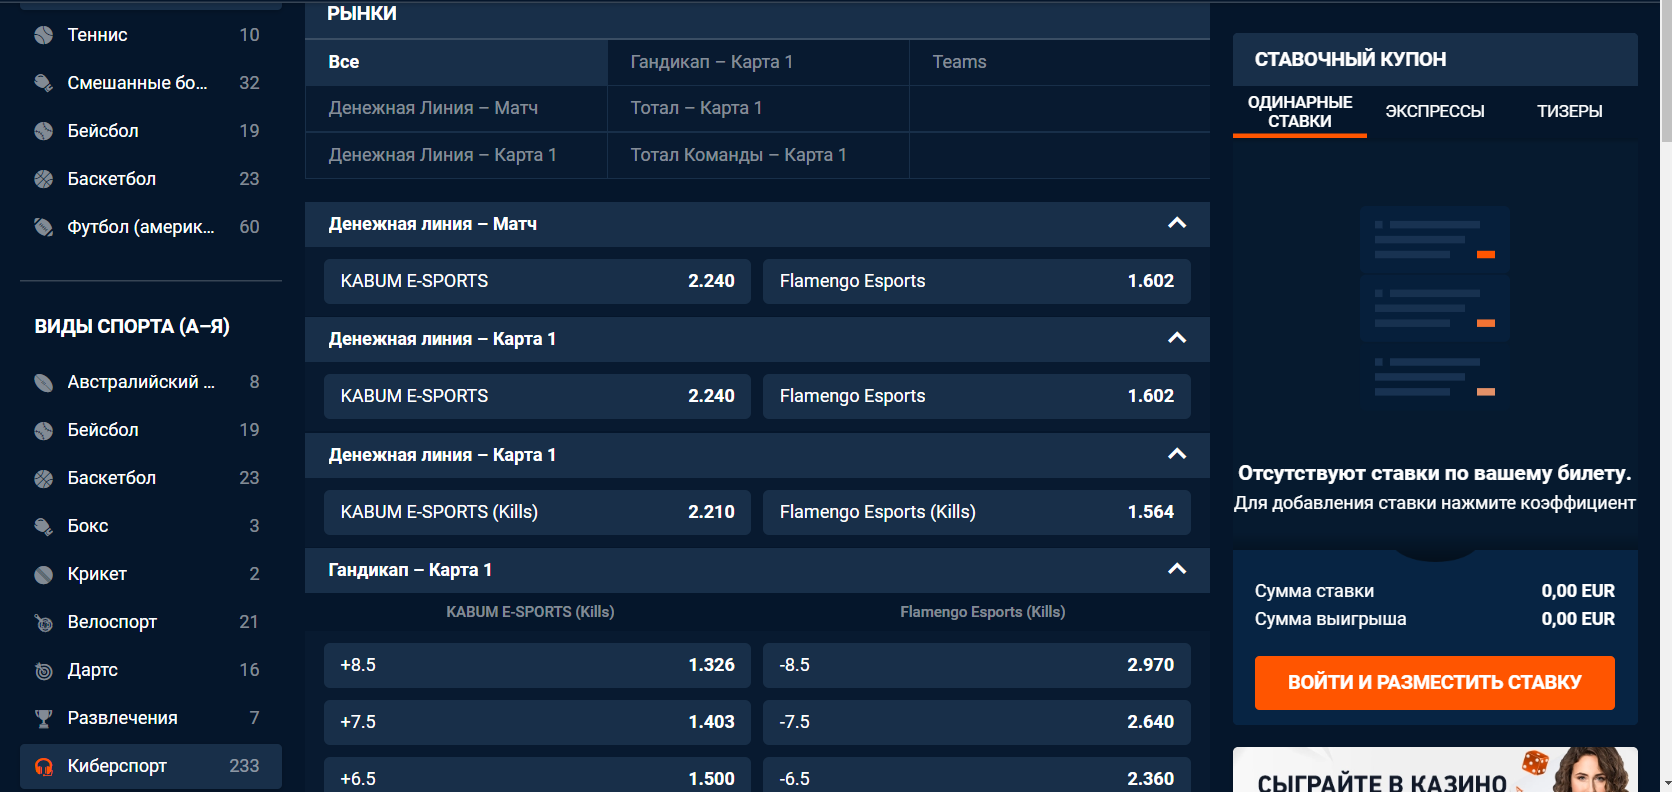 Теннис 10
Смешанные бо... 32
Бейсбол 19
Баскетбол 23
Футбол (америк... 60
ВИДЫ СПОРТА (А–Я)
Австралийский ... 8
Бейсбол 19
Баскетбол 23
Бокс 3
Крикет 2
Велоспорт 21
Дартс 16
Развлечения 7
Киберспорт 233
РЫНКИ
Все Гандикап – Карта 1 Teams
Денежная Линия – Матч Тотал – Карта 1
Денежная Линия – Карта 1 Тотал Команды – Карта 1
Денежная линия – Матч
KABUM E-SPORTS 2.240 Flamengo Esports 1.602
Денежная линия – Карта 1
KABUM E-SPORTS 2.240 Flamengo Esports 1.602
Денежная линия – Карта 1
KABUM E-SPORTS (Kills) 2.210 Flamengo Esports (Kills) 1.564
Гандикап – Карта 1
KABUM E-SPORTS (Kills) Flamengo Esports (Kills)
+8.5 1.326 -8.5 2.970
+7.5 1.403 -7.5 2.640
+6.5 1.500 -6.5 2.360
СТАВОЧНЫЙ КУПОН
ОДИНАРНЫЕ
СТАВКИ
ЭКСПРЕССЫ
ТИЗЕРЫ
Отсутствуют ставки по вашему билету.
Для добавления ставки нажмите коэффициент
Сумма ставки 0,00 EUR
Сумма выигрыша 0,00 EUR
ВОЙТИ И РАЗМЕСТИТЬ СТАВКУ
СЫГРАЙТЕ В КАЗИНО